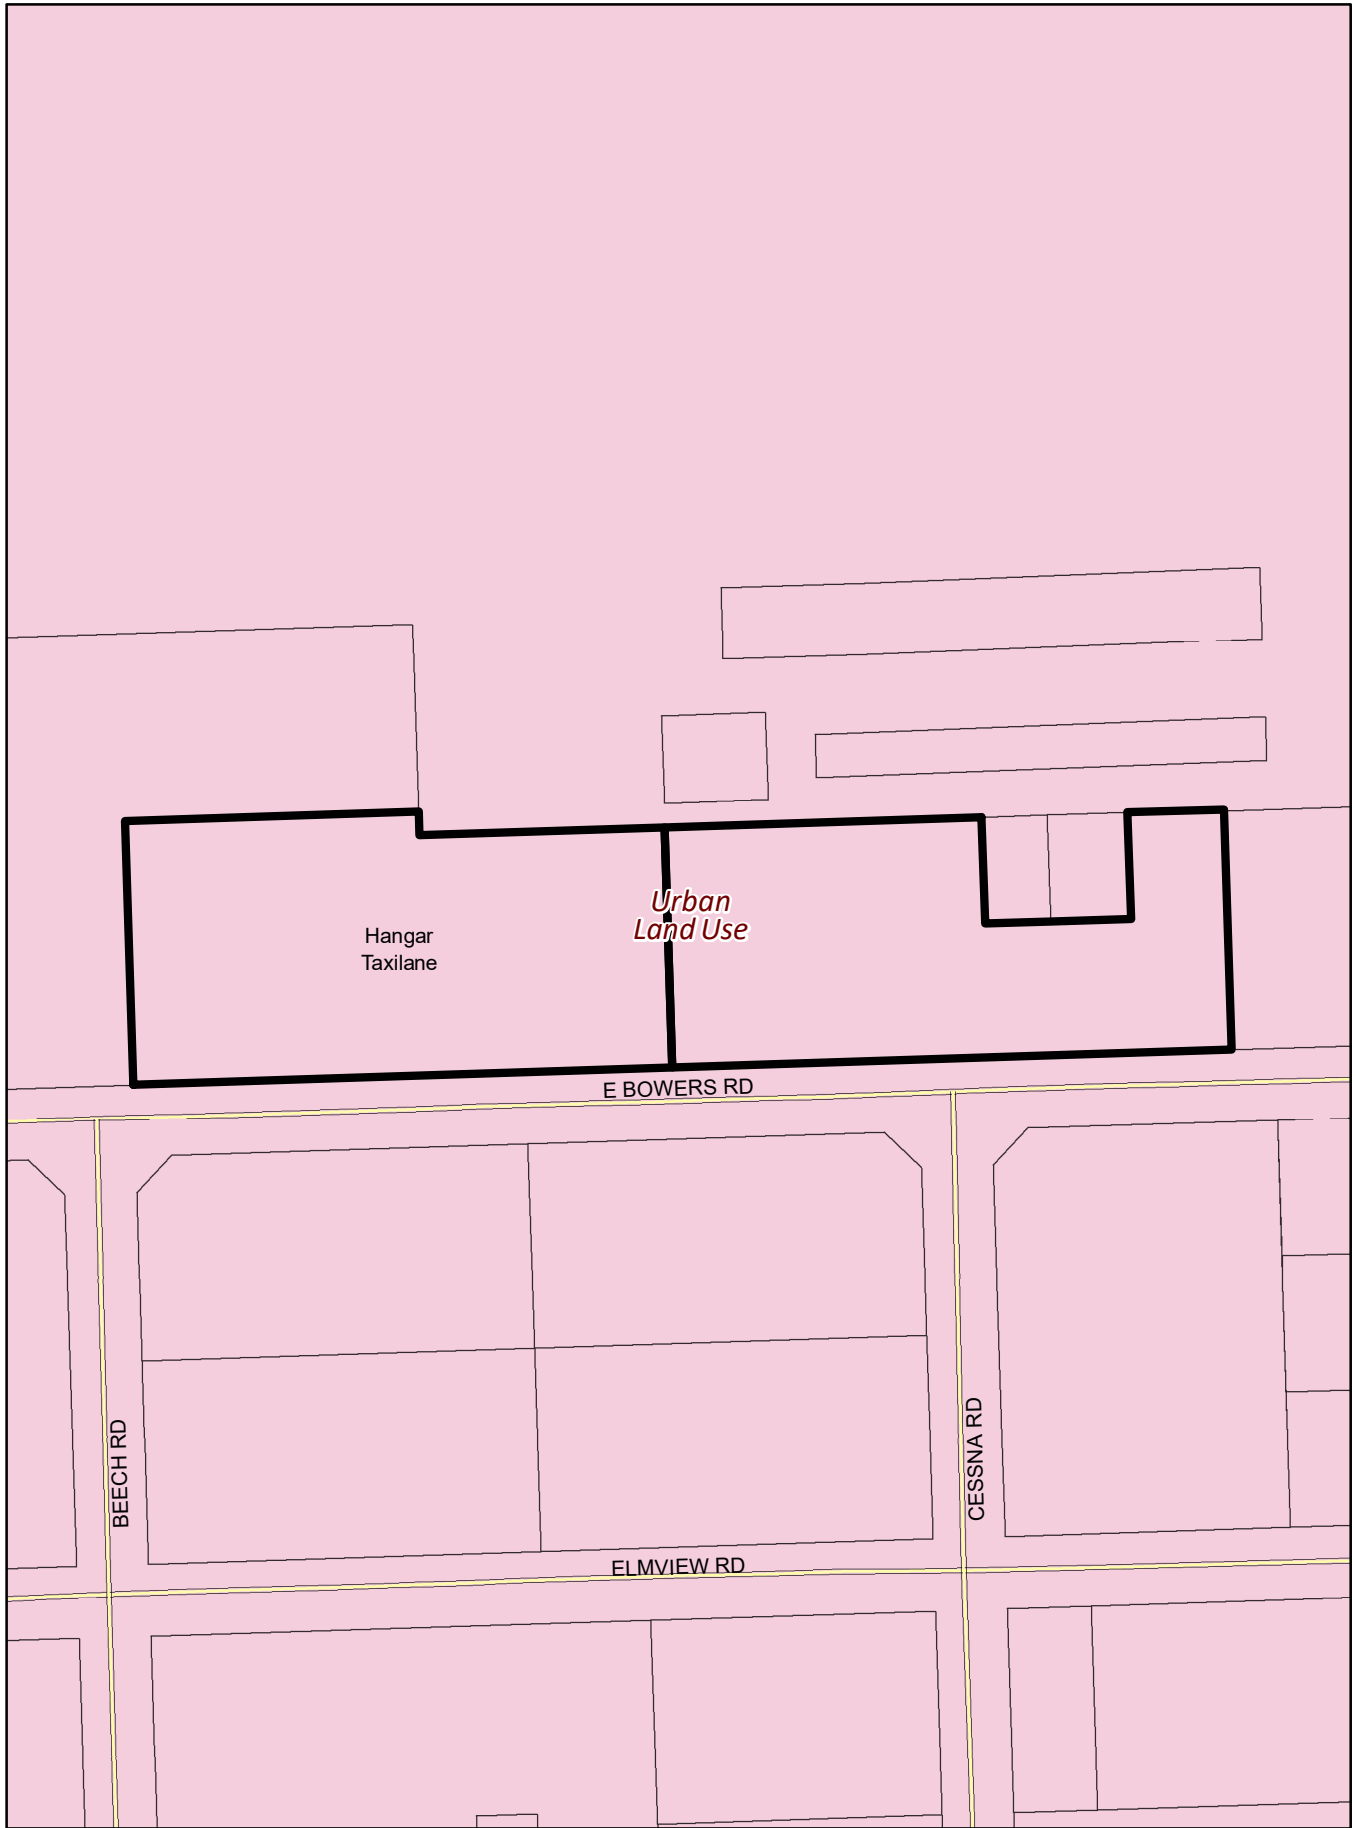 Urban
Land Use
Hangar
Taxilane
E BOWERS RD
BEECH RD
CESSNA RD
ELMVIEW RD